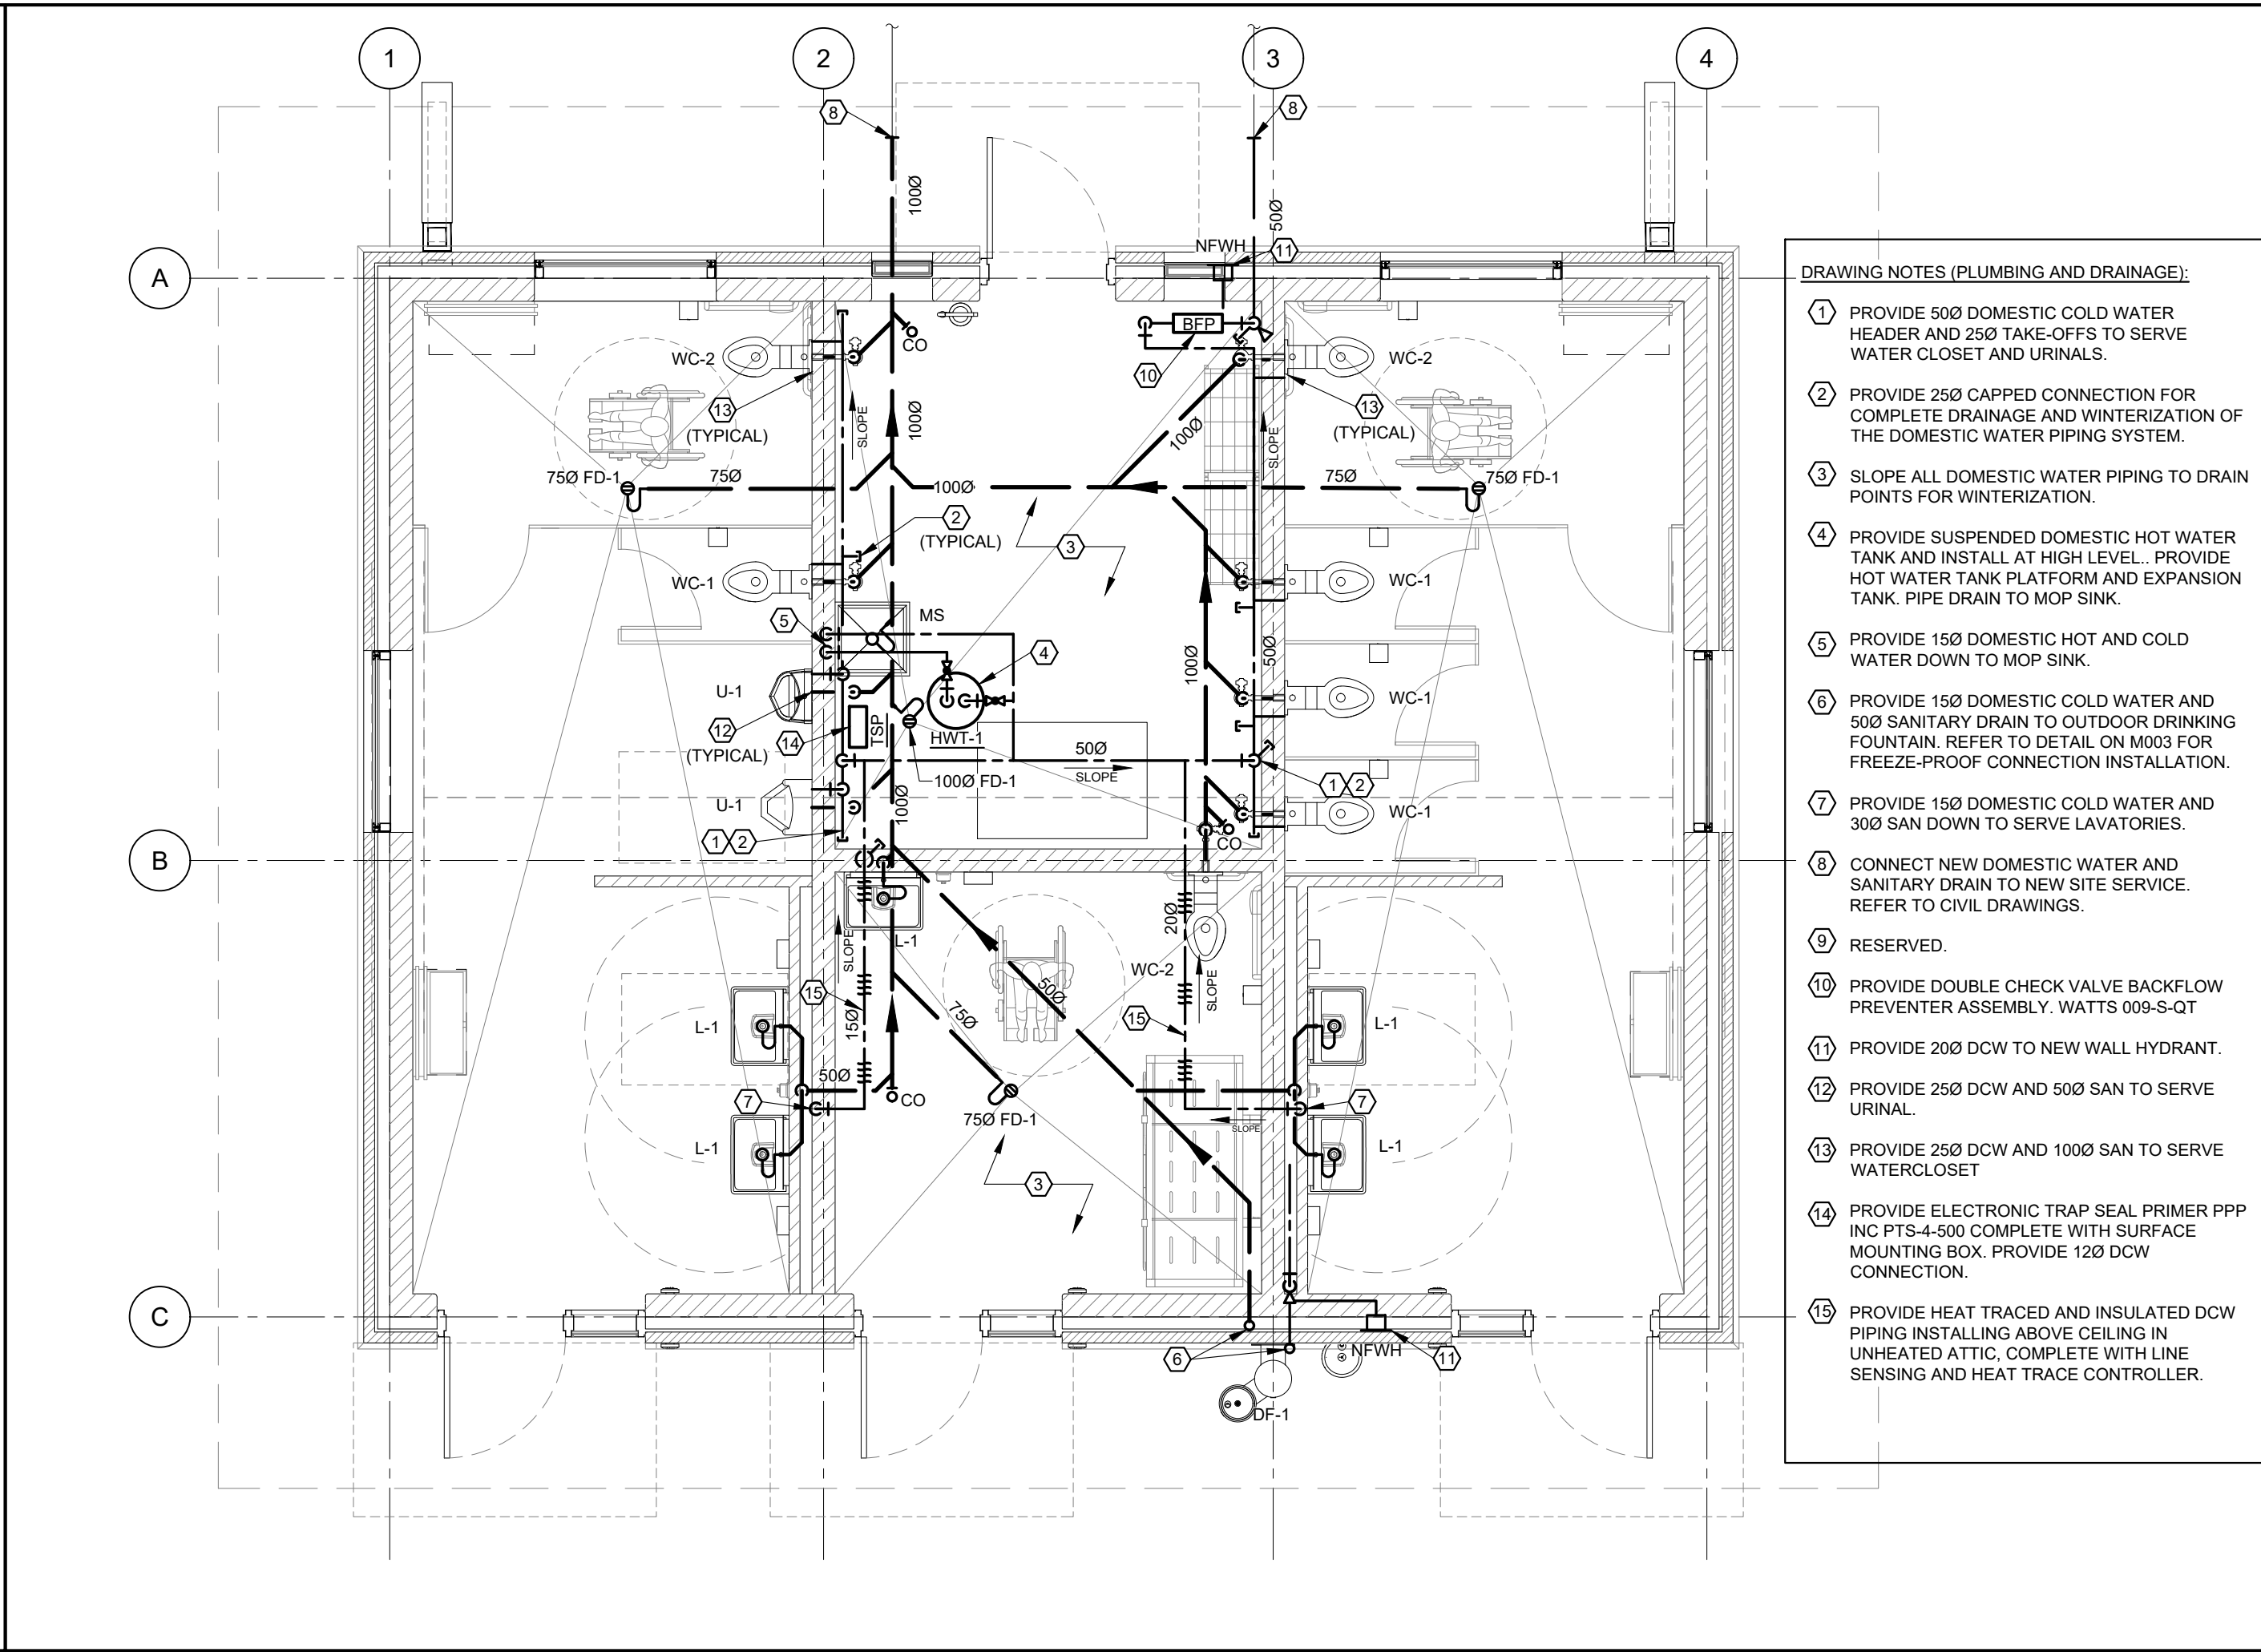 1
2
3
4
8
8
100Ø
50Ø
NFWH
11
A
BFP
CO
WC-2
WC-2
10
13
(TYPICAL)
13
(TYPICAL)
SLOPE
100Ø
100Ø
SLOPE
75Ø FD-1
75Ø
100Ø
75Ø
75Ø FD-1
2
(TYPICAL)
3
WC-1
WC-1
5
MS
4
100Ø
50Ø
U-1
WC-1
12
(TYPICAL)
14
TSP
HWT-1
50Ø
SLOPE
100Ø FD-1
1 2
U-1
100Ø
WC-1
1 2
CO
B
L-1
SLOPE
20Ø
WC-2
SLOPE
15
15Ø
75Ø
50Ø
15
L-1
L-1
50Ø
CO
7
7
75Ø FD-1
SLOPE
L-1
L-1
3
C
6
NFWH
11
DF-1
DRAWING NOTES (PLUMBING AND DRAINAGE):
1 PROVIDE 50Ø DOMESTIC COLD WATER
HEADER AND 25Ø TAKE-OFFS TO SERVE
WATER CLOSET AND URINALS.
2 PROVIDE 25Ø CAPPED CONNECTION FOR
COMPLETE DRAINAGE AND WINTERIZATION OF
THE DOMESTIC WATER PIPING SYSTEM.
3 SLOPE ALL DOMESTIC WATER PIPING TO DRAIN
POINTS FOR WINTERIZATION.
4 PROVIDE SUSPENDED DOMESTIC HOT WATER
TANK AND INSTALL AT HIGH LEVEL.. PROVIDE
HOT WATER TANK PLATFORM AND EXPANSION
TANK. PIPE DRAIN TO MOP SINK.
5 PROVIDE 15Ø DOMESTIC HOT AND COLD
WATER DOWN TO MOP SINK.
6 PROVIDE 15Ø DOMESTIC COLD WATER AND
50Ø SANITARY DRAIN TO OUTDOOR DRINKING
FOUNTAIN. REFER TO DETAIL ON M003 FOR
FREEZE-PROOF CONNECTION INSTALLATION.
7 PROVIDE 15Ø DOMESTIC COLD WATER AND
30Ø SAN DOWN TO SERVE LAVATORIES.
8 CONNECT NEW DOMESTIC WATER AND
SANITARY DRAIN TO NEW SITE SERVICE.
REFER TO CIVIL DRAWINGS.
9 RESERVED.
10 PROVIDE DOUBLE CHECK VALVE BACKFLOW
PREVENTER ASSEMBLY. WATTS 009-S-QT
11 PROVIDE 20Ø DCW TO NEW WALL HYDRANT.
12 PROVIDE 25Ø DCW AND 50Ø SAN TO SERVE
URINAL.
13 PROVIDE 25Ø DCW AND 100Ø SAN TO SERVE
WATERCLOSET
14 PROVIDE ELECTRONIC TRAP SEAL PRIMER PPP
INC PTS-4-500 COMPLETE WITH SURFACE
MOUNTING BOX. PROVIDE 12Ø DCW
CONNECTION.
15 PROVIDE HEAT TRACED AND INSULATED DCW
PIPING INSTALLING ABOVE CEILING IN
UNHEATED ATTIC, COMPLETE WITH LINE
SENSING AND HEAT TRACE CONTROLLER.